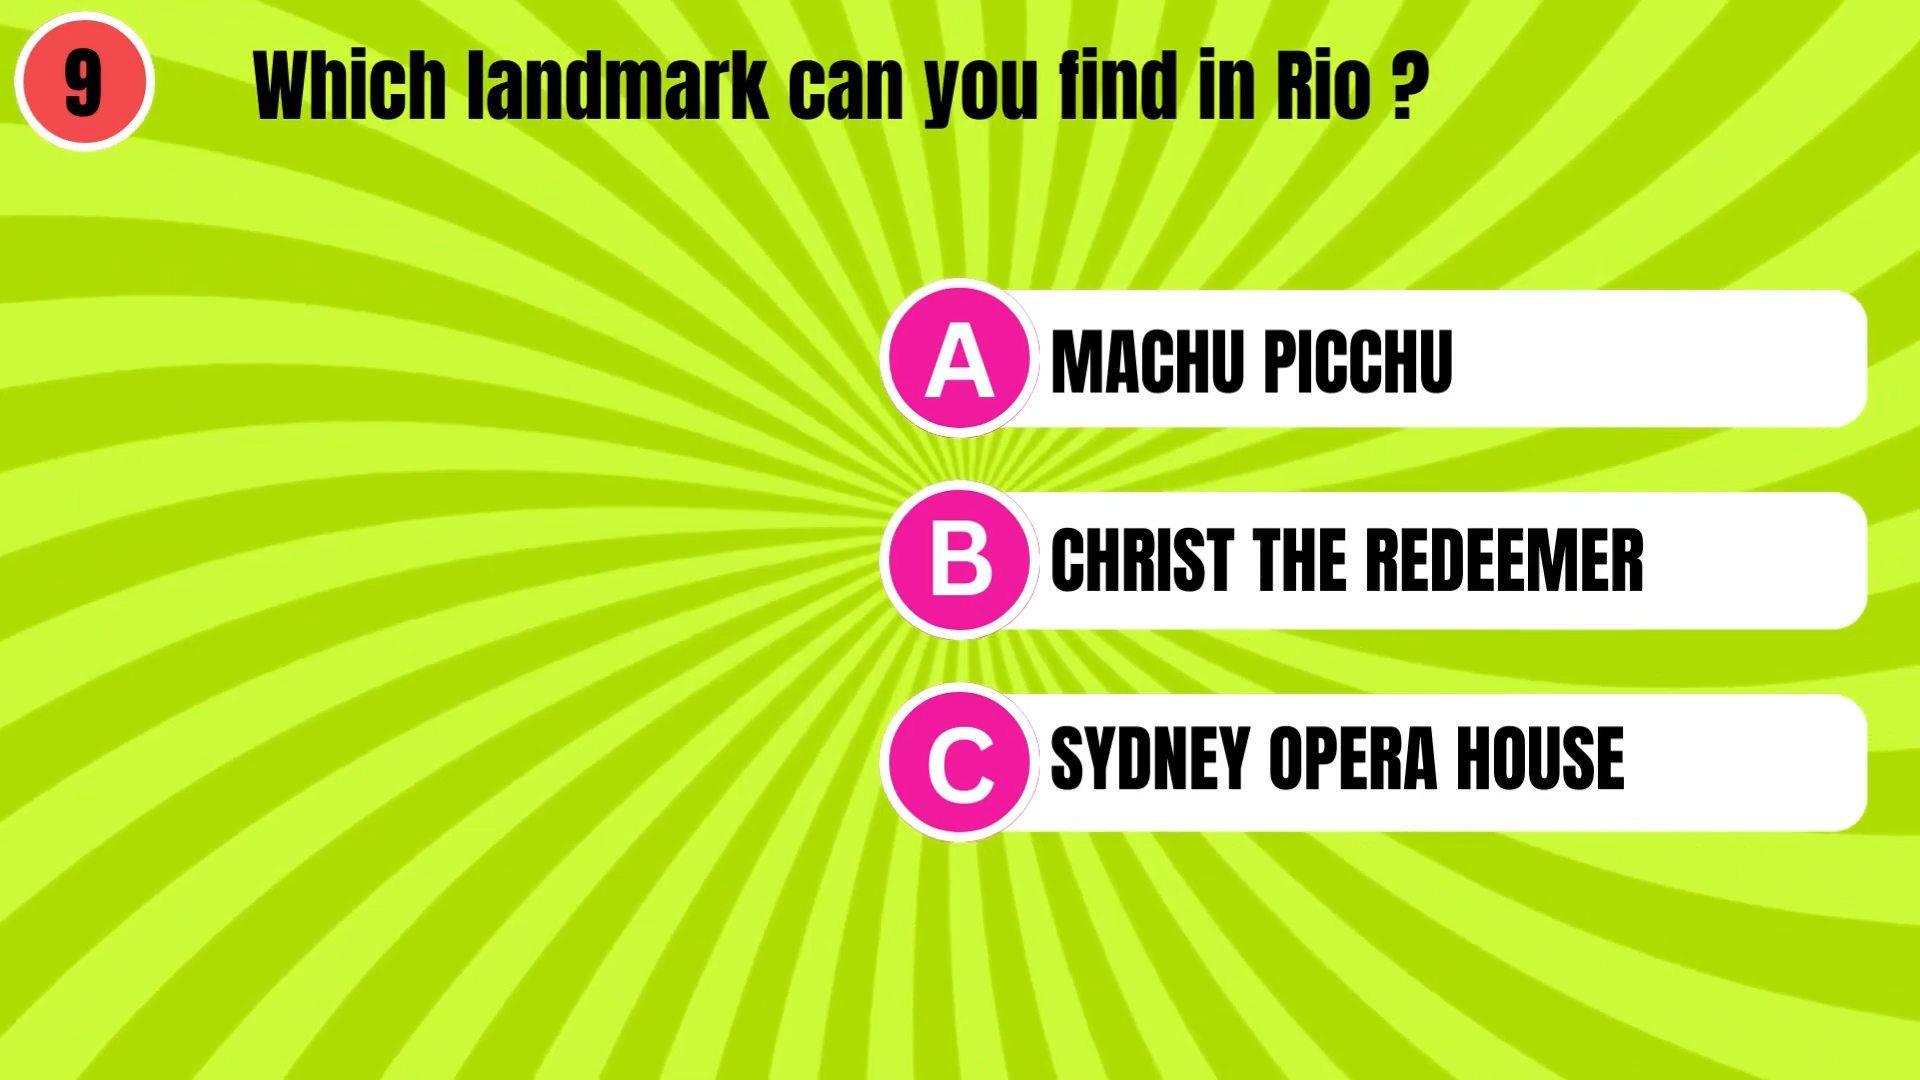 9
Which landmark can you find in Rio ?
A
MACHU PICCHU
B
CHRIST THE REDEEMER
C
SYDNEY OPERA HOUSE